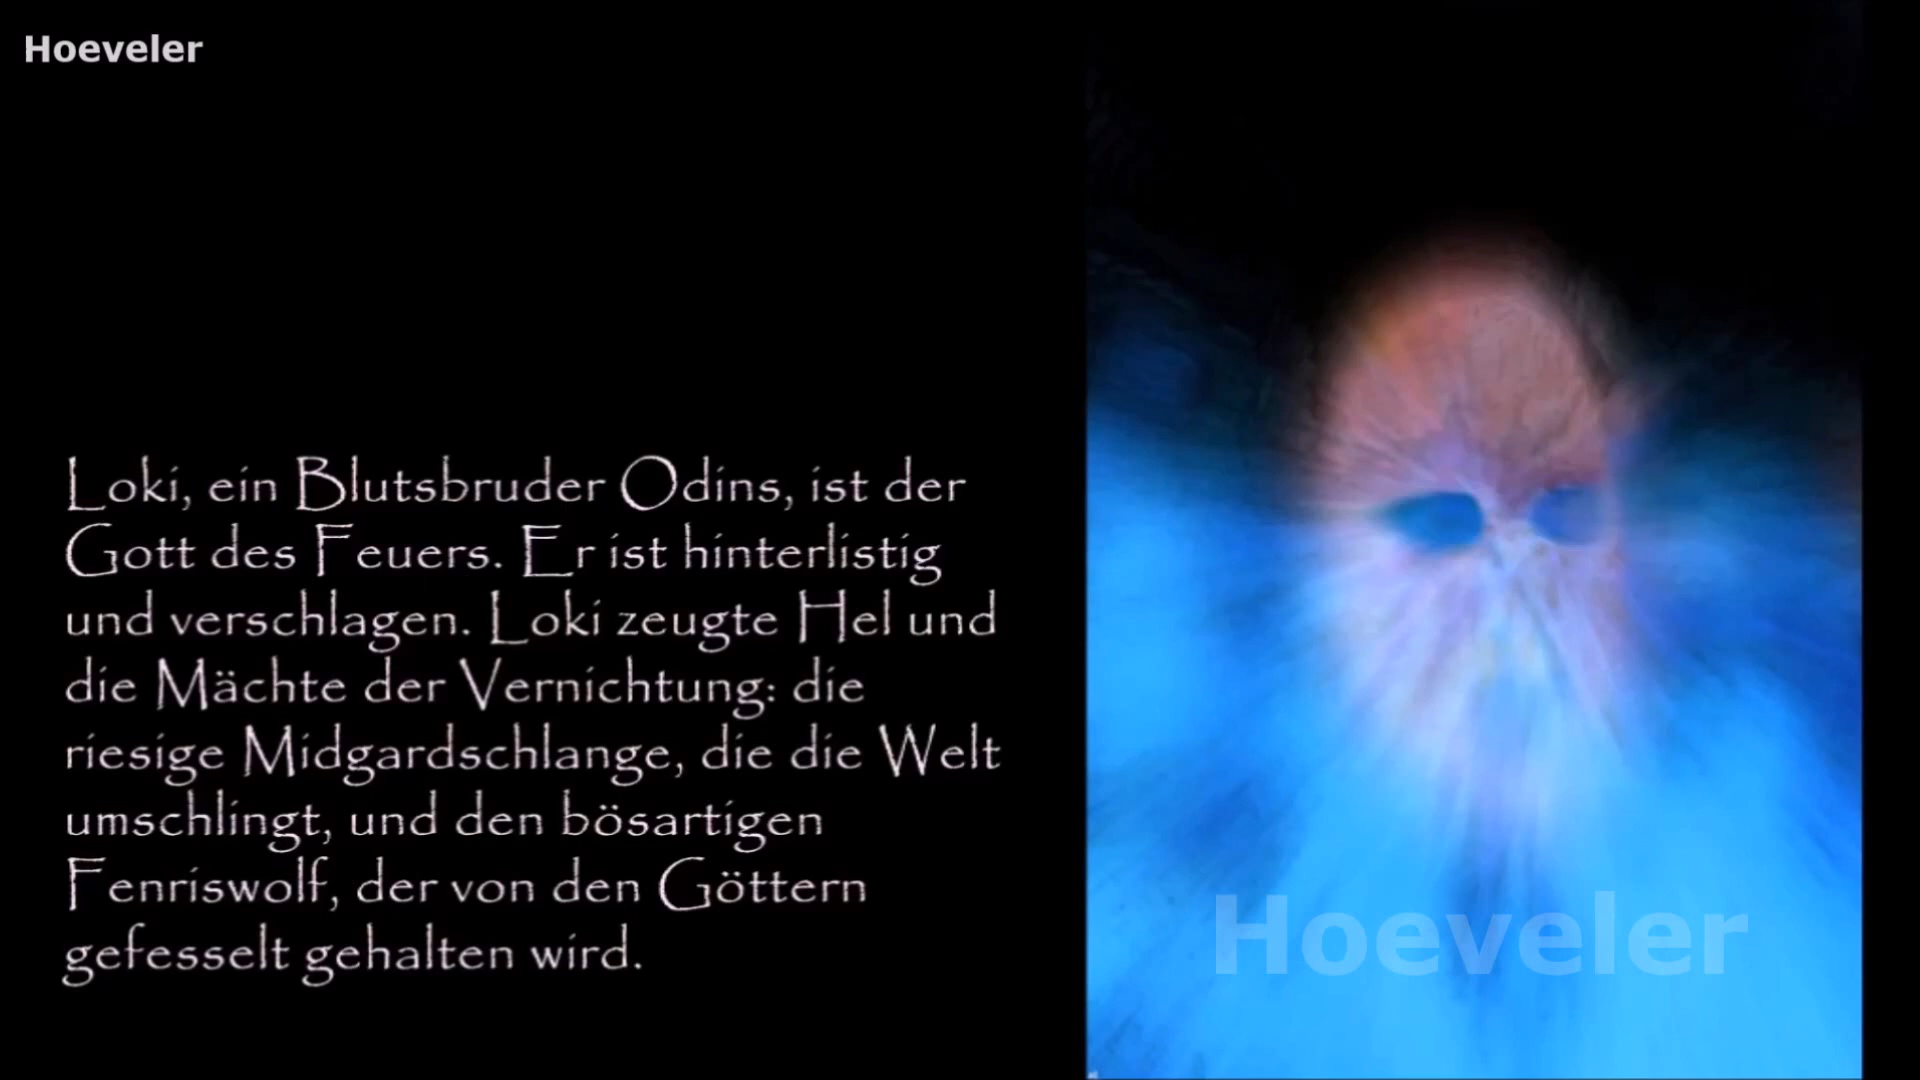 Hoeveler
Loki, ein Blutsbruder Odins, ist der
Gott des Feuers. Er ist hinterlistig
und verschlagen. Loki zeugte Hel und
die Mächte der Vernichtung: die
riesige Midgardschlange, die die Welt
umschlingt, und den bösartigen
Fenriswolf, der von den Göttern
gefesselt gehalten wird.
Hoeveler